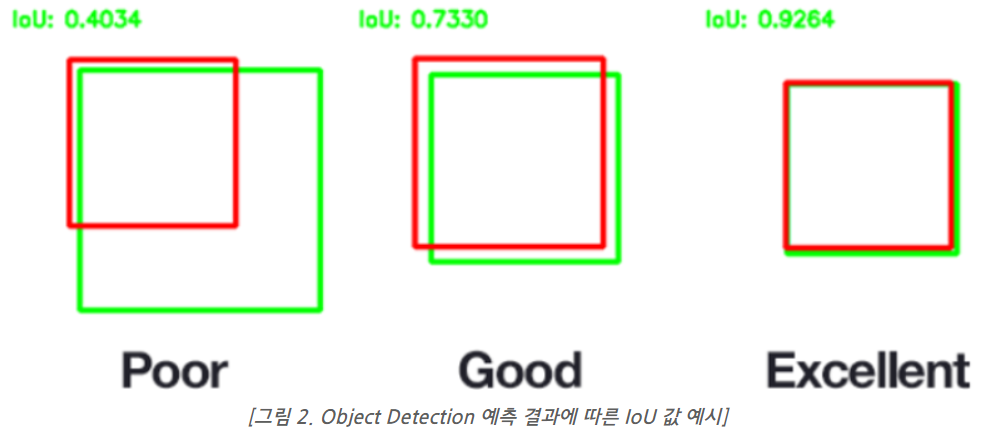 IoU: 0.4034 IoU: 0.7330 IoU: 0.9264
Poor Good Excellent
[그림 2. Object Detection 예측 결과에 따른 IoU 값 예시]